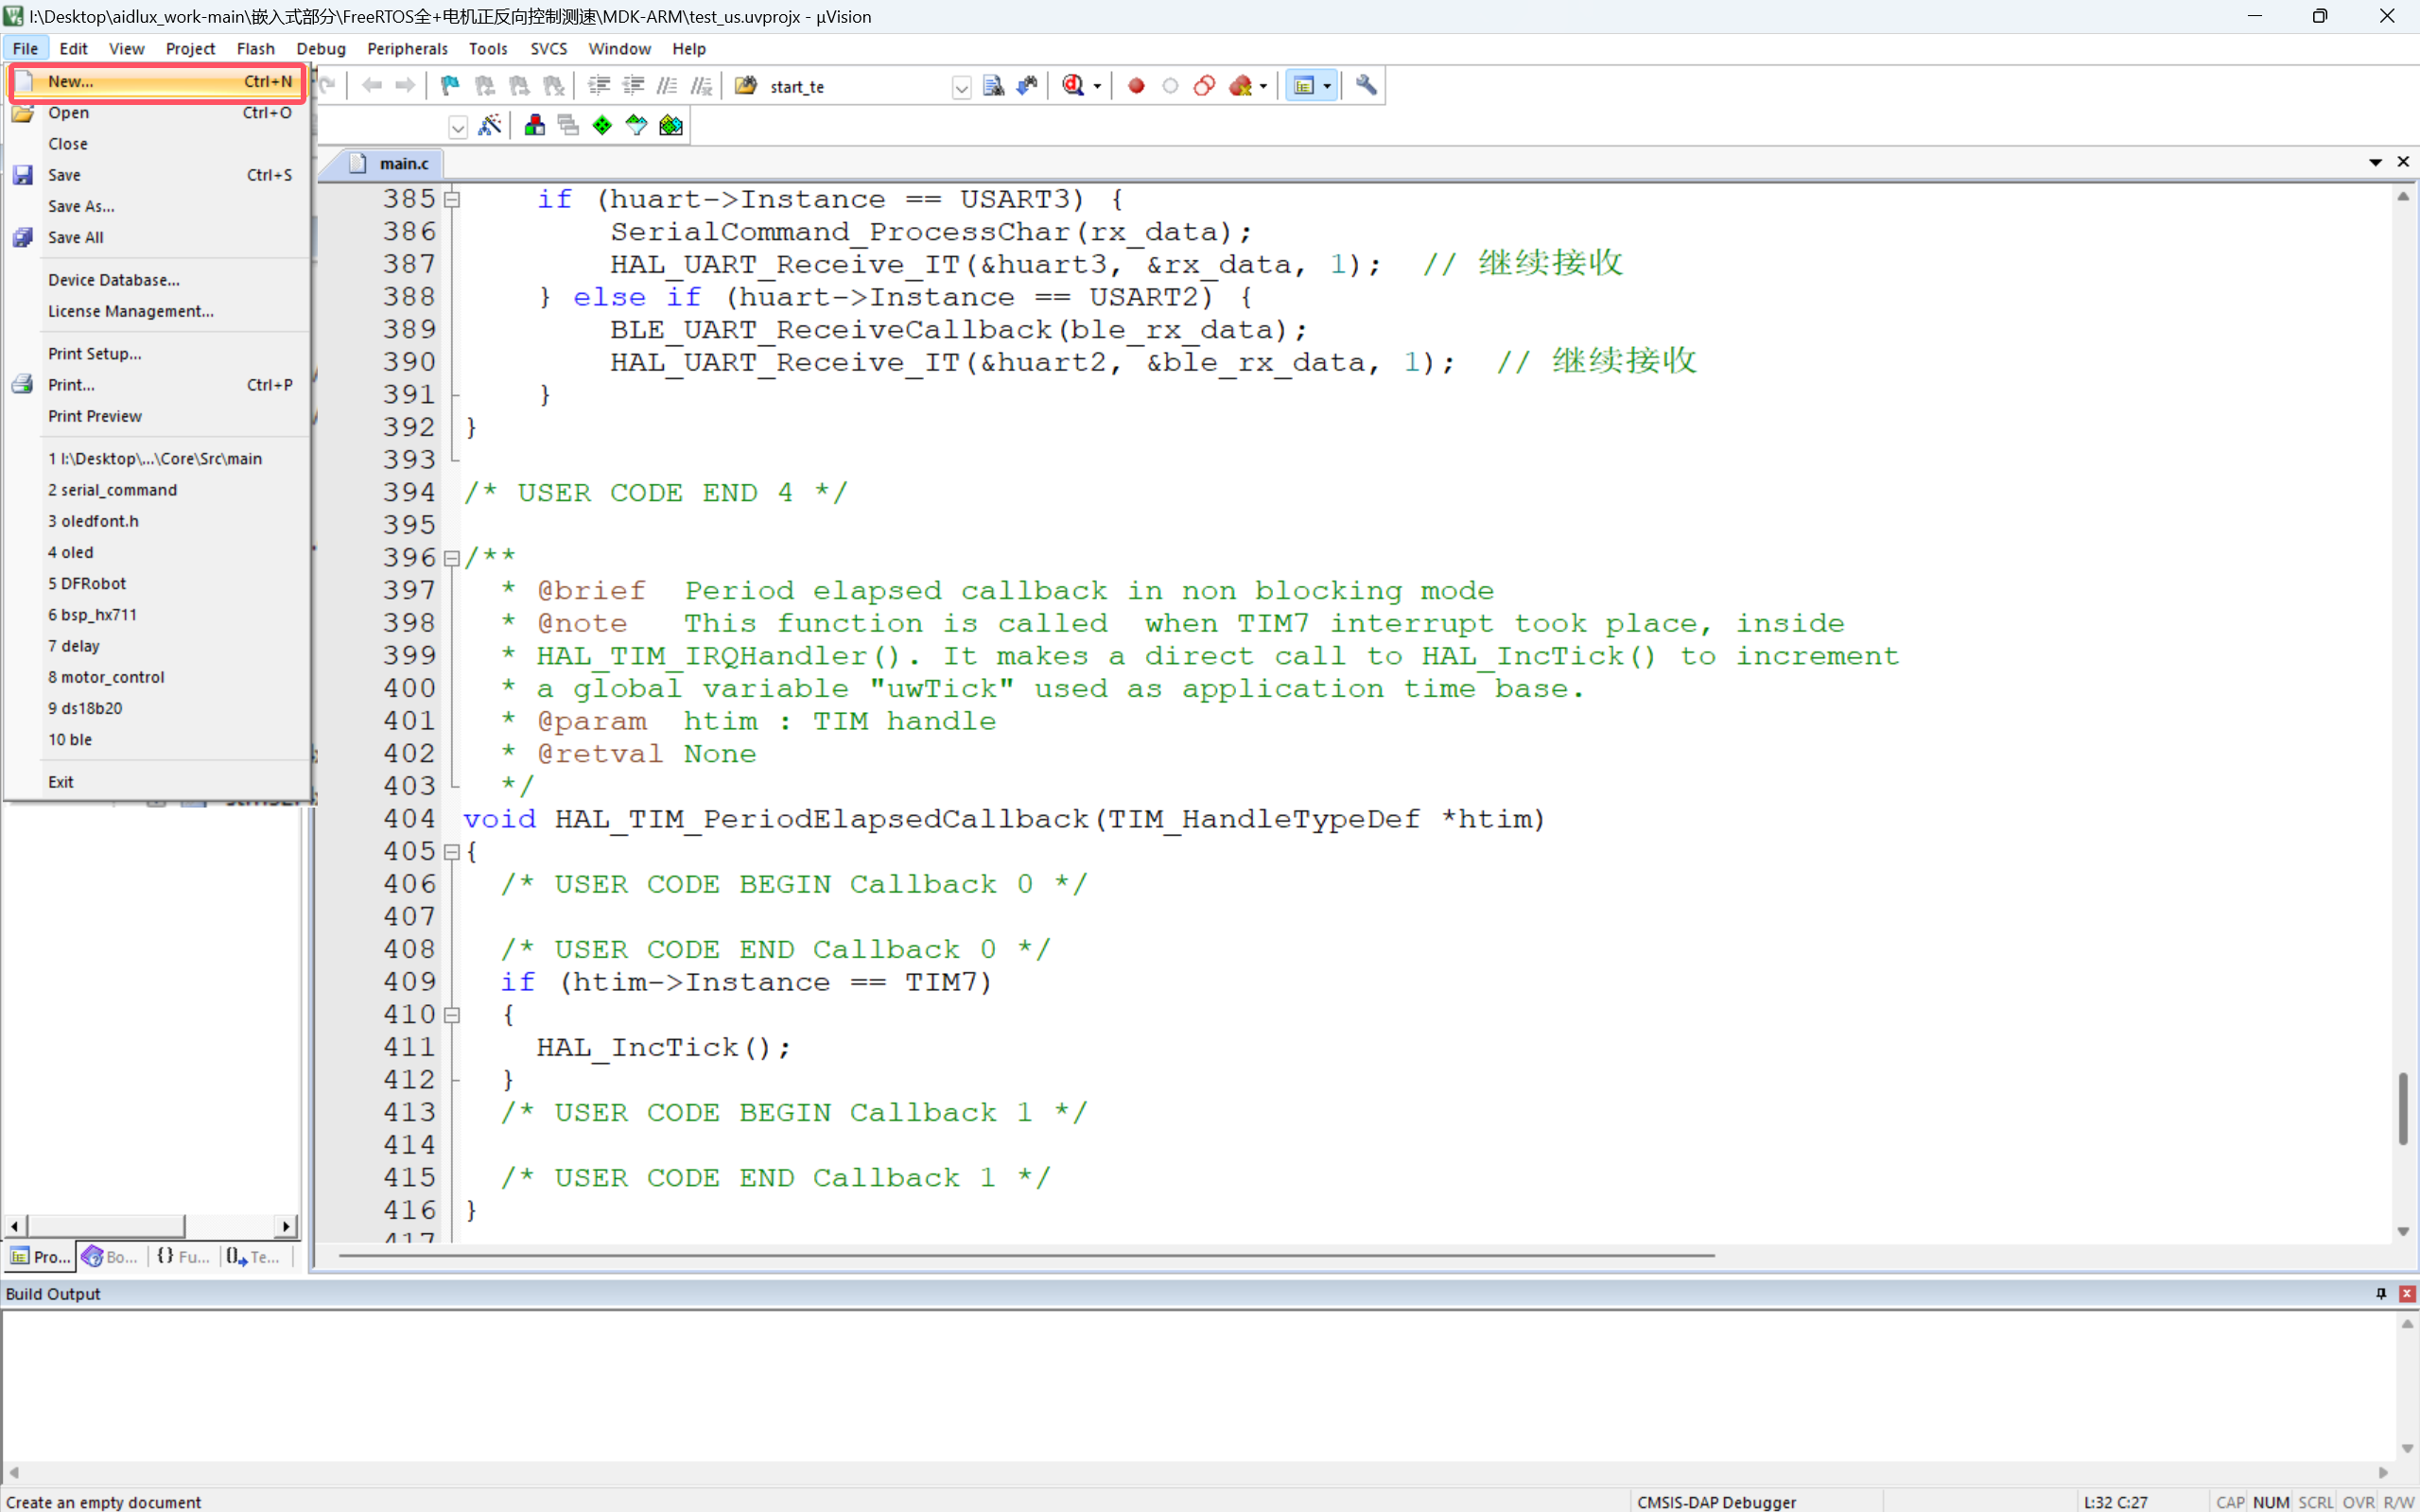 I:\Desktop\aidlux_work-main\嵌入式部分\FreeRTOS全+电机正反向控制测速\MDK-ARM\test_us.uvprojx - µVision
File Edit View Project Flash Debug Peripherals Tools SVCS Window Help
New... Ctrl+N
start_te
Open Ctrl+O
Close
Save Ctrl+S
Save As...
Save All
Device Database...
License Management...
Print Setup...
Print... Ctrl+P
Print Preview
1 I:\Desktop\...\Core\Src\main
2 serial_command
3 oledfont.h
4 oled
5 DFRobot
6 bsp_hx711
7 delay
8 motor_control
9 ds18b20
10 ble
Exit
main.c
385 if (huart->Instance == USART3) {
386 SerialCommand_ProcessChar(rx_data);
387 HAL_UART_Receive_IT(&huart3, &rx_data, 1); // 继续接收
388 } else if (huart->Instance == USART2) {
389 BLE_UART_ReceiveCallback(ble_rx_data);
390 HAL_UART_Receive_IT(&huart2, &ble_rx_data, 1); // 继续接收
391 }
392 }
393
394 /* USER CODE END 4 */
395
396 /**
397 * @brief Period elapsed callback in non blocking mode
398 * @note This function is called when TIM7 interrupt took place, inside
399 * HAL_TIM_IRQHandler(). It makes a direct call to HAL_IncTick() to increment
400 * a global variable "uwTick" used as application time base.
401 * @param htim : TIM handle
402 * @retval None
403 */
404 void HAL_TIM_PeriodElapsedCallback(TIM_HandleTypeDef *htim)
405 {
406 /* USER CODE BEGIN Callback 0 */
407
408 /* USER CODE END Callback 0 */
409 if (htim->Instance == TIM7)
410 {
411 HAL_IncTick();
412 }
413 /* USER CODE BEGIN Callback 1 */
414
415 /* USER CODE END Callback 1 */
416 }
417
Pro... Bo... {} Fu... Te...
Build Output
Create an empty document CMSIS-DAP Debugger L:32 C:27 CAP NUM SCRL OVR R/W